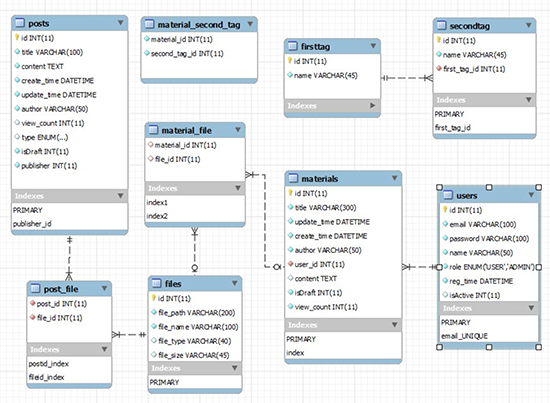 posts
id INT(11)
title VARCHAR(100)
content TEXT
create_time DATETIME
update_time DATETIME
author VARCHAR(50)
view_count INT(11)
type ENUM(...)
isDraft INT(11)
publisher INT(11)
Indexes
PRIMARY
publisher_id
material_second_tag
material_id INT(11)
second_tag_id INT(11)
firsttag
id INT(11)
name VARCHAR(45)
Indexes
secondtag
id INT(11)
name VARCHAR(45)
first_tag_id INT(11)
Indexes
PRIMARY
first_tag_id
material_file
material_id INT(11)
file_id INT(11)
Indexes
index1
index2
materials
id INT(11)
title VARCHAR(300)
update_time DATETIME
create_time DATETIME
author VARCHAR(50)
user_id INT(11)
content TEXT
isDraft INT(11)
view_count INT(11)
Indexes
PRIMARY
index
users
id INT(11)
email VARCHAR(100)
password VARCHAR(100)
name VARCHAR(50)
role ENUM('USER','ADMIN')
reg_time DATETIME
isActive INT(11)
Indexes
PRIMARY
email_UNIQUE
post_file
post_id INT(11)
file_id INT(11)
Indexes
postid_index
fileid_index
files
id INT(11)
file_path VARCHAR(200)
file_name VARCHAR(100)
file_type VARCHAR(40)
file_size VARCHAR(45)
Indexes
PRIMARY